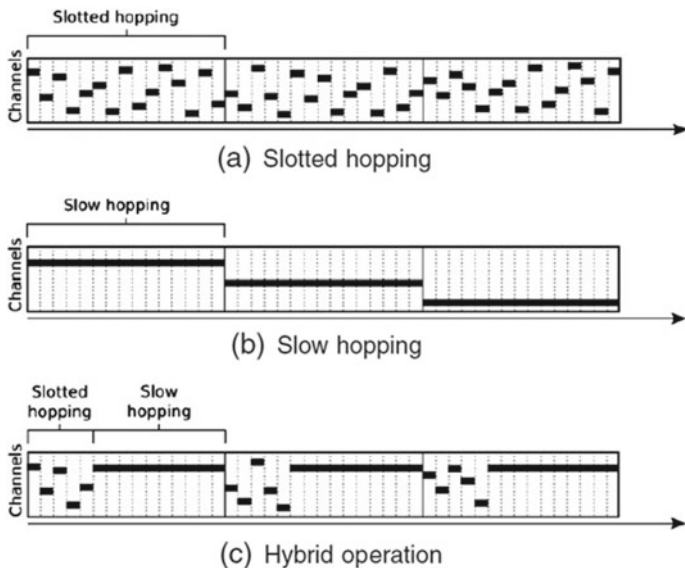 Slotted hopping
Channels
(a) Slotted hopping
Slow hopping
Channels
(b) Slow hopping
Slotted
hopping
Slow
hopping
Channels
(c) Hybrid operation